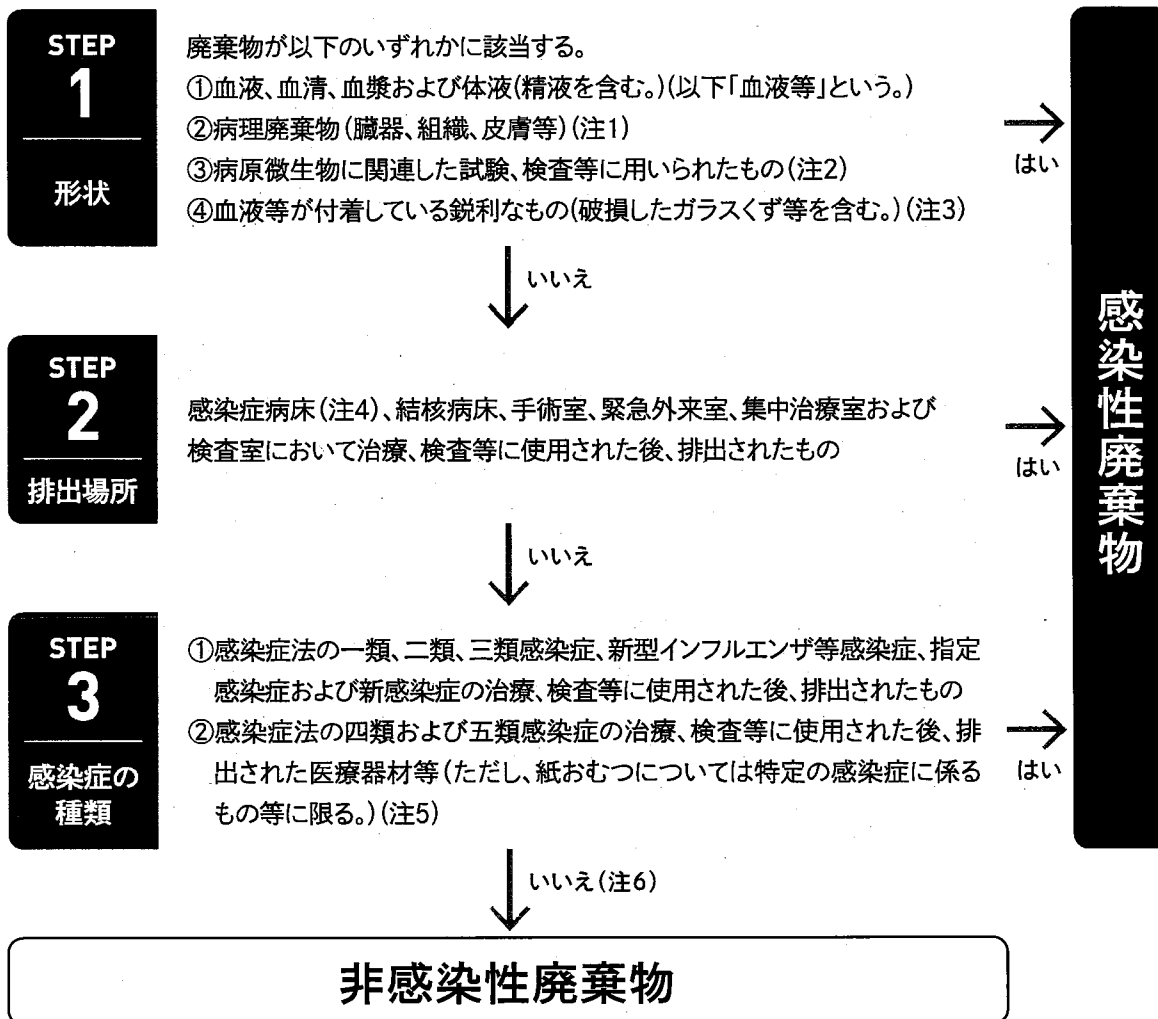 STEP
1
形状
廃棄物が以下のいずれかに該当する。
①血液、血清、血漿および体液(精液を含む。)(以下「血液等」という。)
②病理廃棄物(臓器、組織、皮膚等)(注1)
③病原微生物に関連した試験、検査等に用いられたもの(注2)
④血液等が付着している鋭利なもの(破損したガラスくず等を含む。)(注3)
はい
いいえ
STEP
2
排出場所
感染症病床(注4)、結核病床、手術室、緊急外来室、集中治療室および
検査室において治療、検査等に使用された後、排出されたもの
はい
いいえ
STEP
3
感染症の
種類
①感染症法の一類、二類、三類感染症、新型インフルエンザ等感染症、指定
感染症および新感染症の治療、検査等に使用された後、排出されたもの
②感染症法の四類および五類感染症の治療、検査等に使用された後、排
出された医療器材等(ただし、紙おむつについては特定の感染症に係る
もの等に限る。)(注5)
はい
いいえ(注6)
感染性廃棄物
非感染性廃棄物